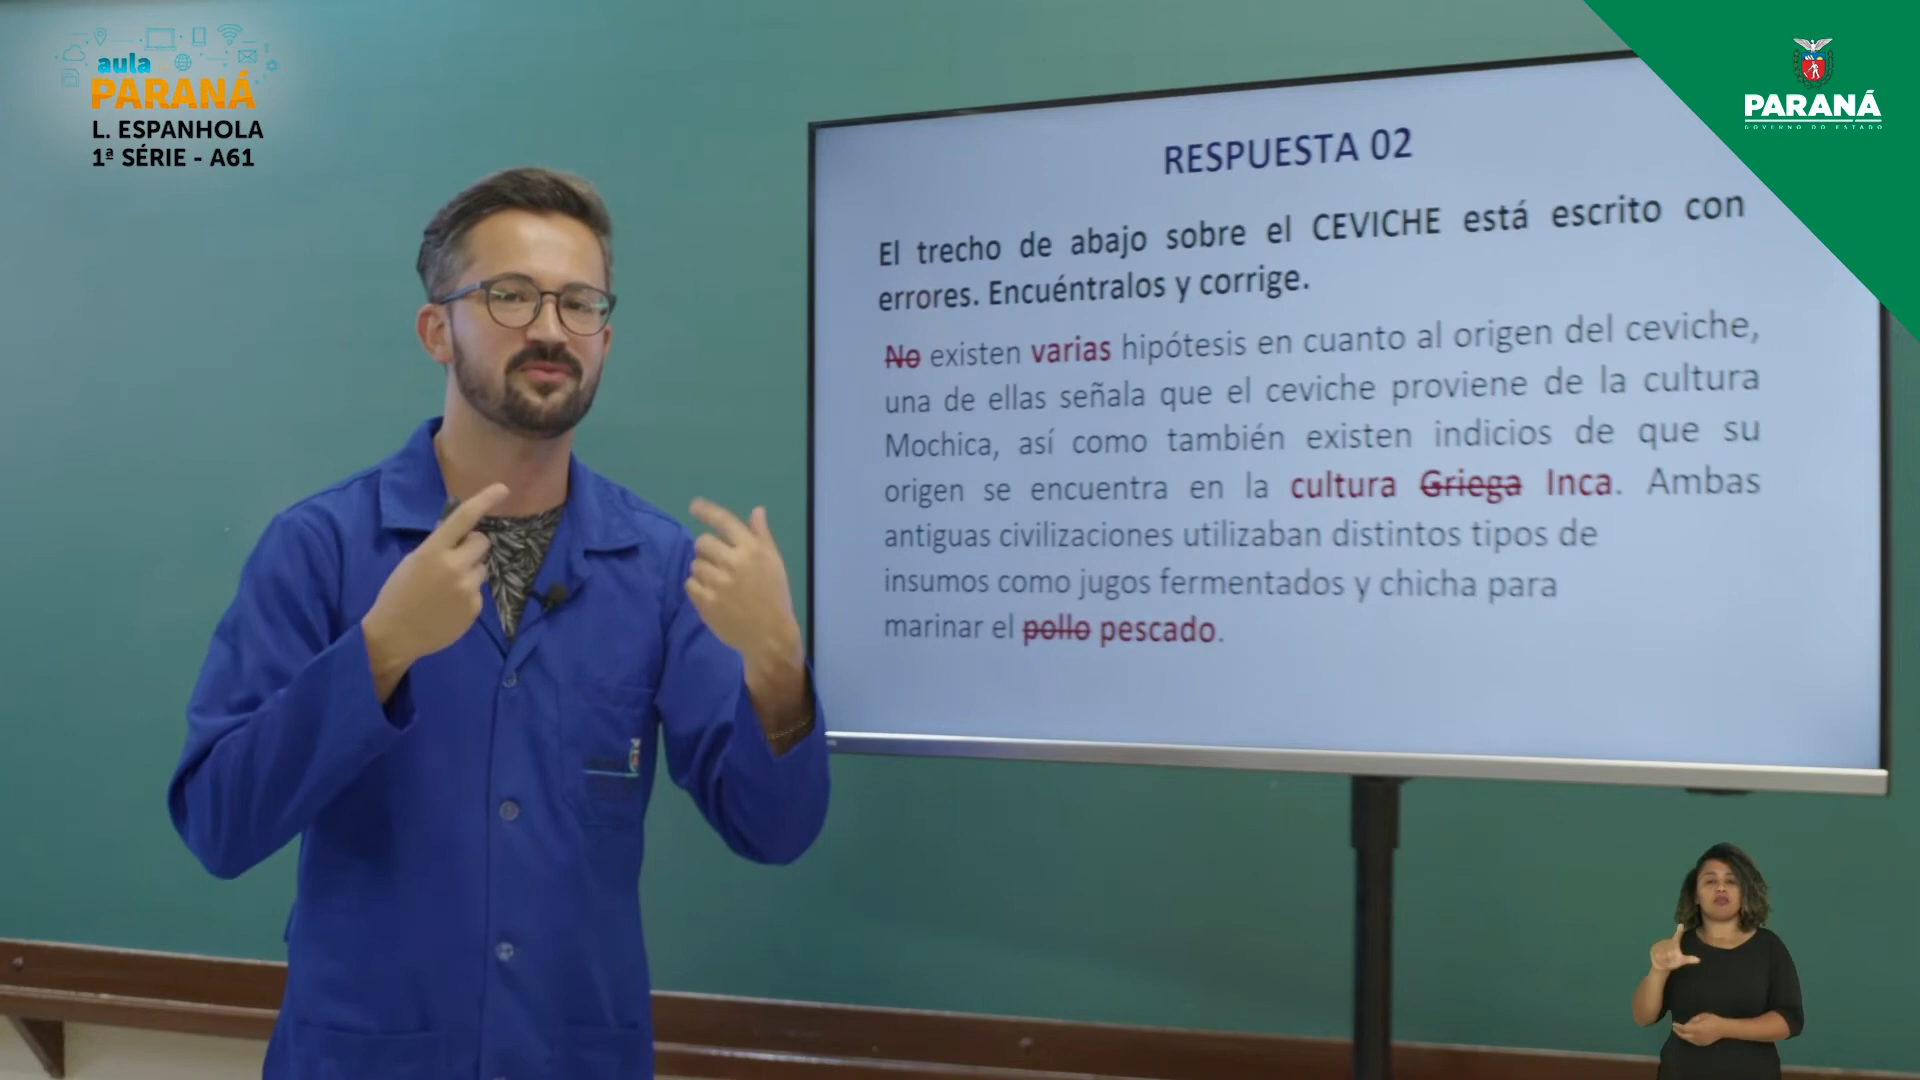 aula
PARANÁ
L. ESPANHOLA
1ª SÉRIE - A61
PARANÁ
GOVERNO DO ESTADO
RESPUESTA 02
El trecho de abajo sobre el CEVICHE está escrito con
errores. Encuéntralos y corrige.
No existen varias hipótesis en cuanto al origen del ceviche,
una de ellas señala que el ceviche proviene de la cultura
Mochica, así como también existen indicios de que su
origen se encuentra en la cultura Griega Inca. Ambas
antiguas civilizaciones utilizaban distintos tipos de
insumos como jugos fermentados y chicha para
marinar el pollo pescado.